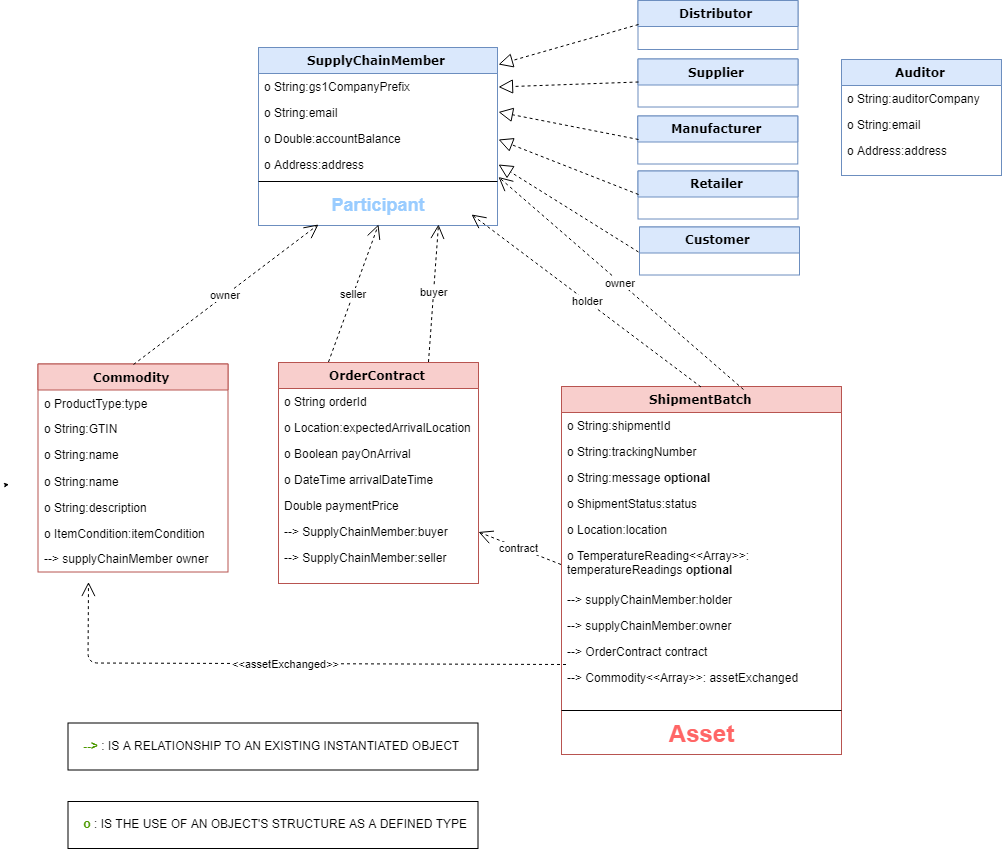 Distributor
SupplyChainMember
o String:gs1CompanyPrefix
o String:email
o Double:accountBalance
o Address:address
Participant
Supplier
Manufacturer
Retailer
Customer
Auditor
o String:auditorCompany
o String:email
o Address:address
owner
seller
buyer
holder
owner
Commodity
o ProductType:type
o String:GTIN
o String:name
o String:name
o String:description
o ItemCondition:itemCondition
--> supplyChainMember owner
OrderContract
o String orderId
o Location:expectedArrivalLocation
o Boolean payOnArrival
o DateTime arrivalDateTime
Double paymentPrice
--> SupplyChainMember:buyer
--> SupplyChainMember:seller
contract
ShipmentBatch
o String:shipmentId
o String:trackingNumber
o String:message optional
o ShipmentStatus:status
o Location:location
o TemperatureReading<<Array>>:
temperatureReadings optional
--> supplyChainMember:holder
--> supplyChainMember:owner
--> OrderContract contract
--> Commodity<<Array>>: assetExchanged
Asset
<<assetExchanged>>
--> : IS A RELATIONSHIP TO AN EXISTING INSTANTIATED OBJECT
o : IS THE USE OF AN OBJECT'S STRUCTURE AS A DEFINED TYPE